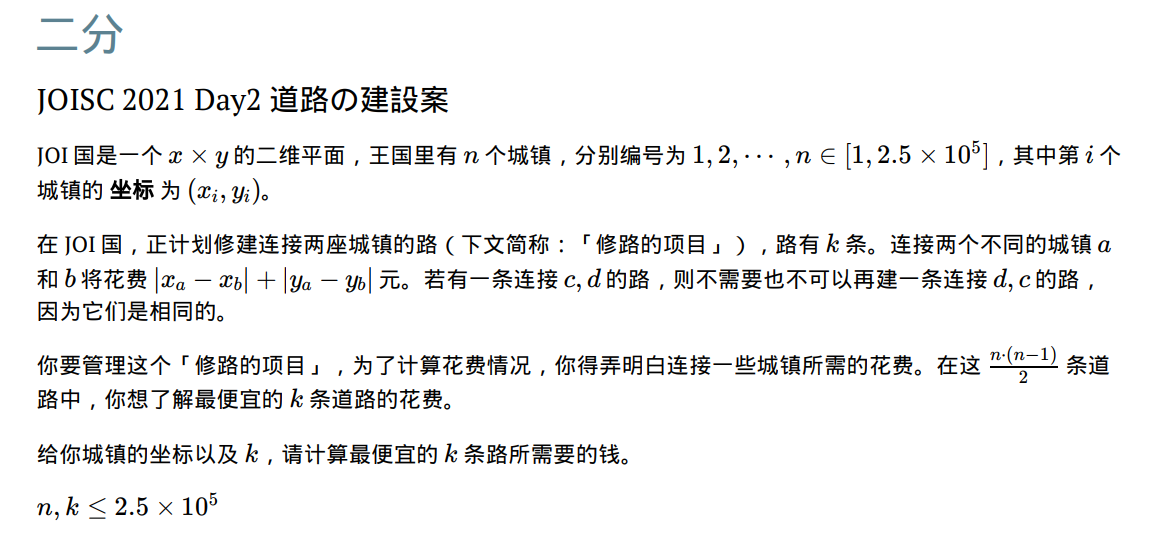 二分
JOISC 2021 Day2 道路の建設案
JOI 国是一个 x × y 的二维平面，王国里有 n 个城镇，分别编号为 1, 2, ⋯ , n ∈ [1, 2.5 × 10^5]，其中第 i 个
城镇的 坐标 为 (x_i, y_i)。
在 JOI 国，正计划修建连接两座城镇的路（下文简称：「修路的项目」），路有 k 条。连接两个不同的城镇 a
和 b 将花费 |x_a − x_b| + |y_a − y_b| 元。若有一条连接 c, d 的路，则不需要也不可以再建一条连接 d, c 的路，
因为它们是相同的。
你要管理这个「修路的项目」，为了计算花费情况，你得弄明白连接一些城镇所需的花费。在这 n·(n−1)/2 条道
路中，你想了解最便宜的 k 条道路的花费。
给你城镇的坐标以及 k，请计算最便宜的 k 条路所需要的钱。
n, k ≤ 2.5 × 10^5